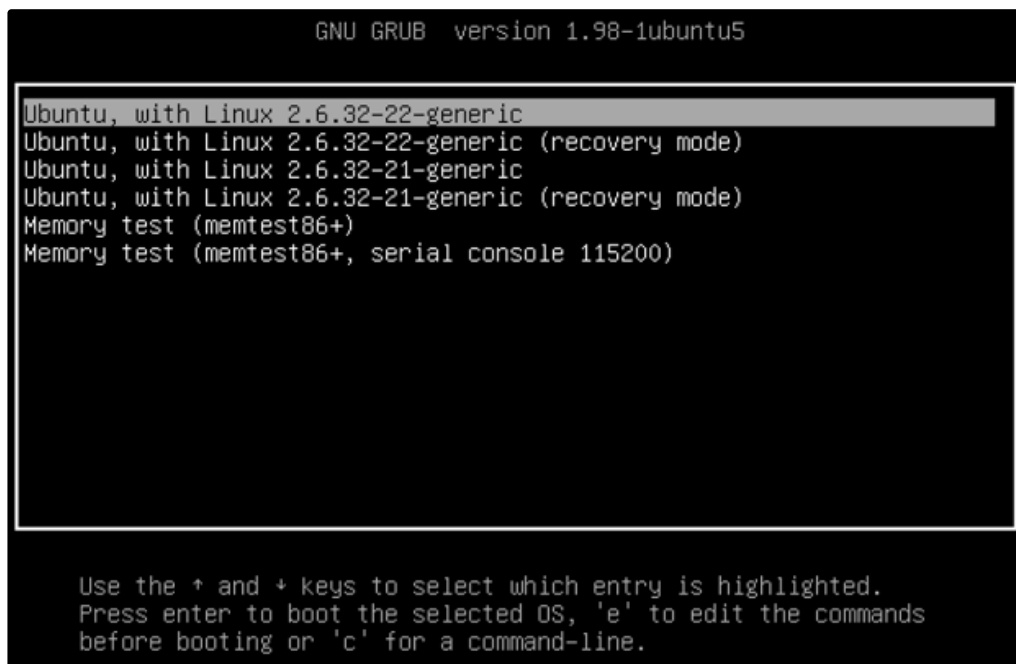 GNU GRUB  version 1.98-1ubuntu5
Ubuntu, with Linux 2.6.32-22-generic
Ubuntu, with Linux 2.6.32-22-generic (recovery mode)
Ubuntu, with Linux 2.6.32-21-generic
Ubuntu, with Linux 2.6.32-21-generic (recovery mode)
Memory test (memtest86+)
Memory test (memtest86+, serial console 115200)
Use the ↑ and ↓ keys to select which entry is highlighted.
Press enter to boot the selected OS, 'e' to edit the commands
before booting or 'c' for a command-line.